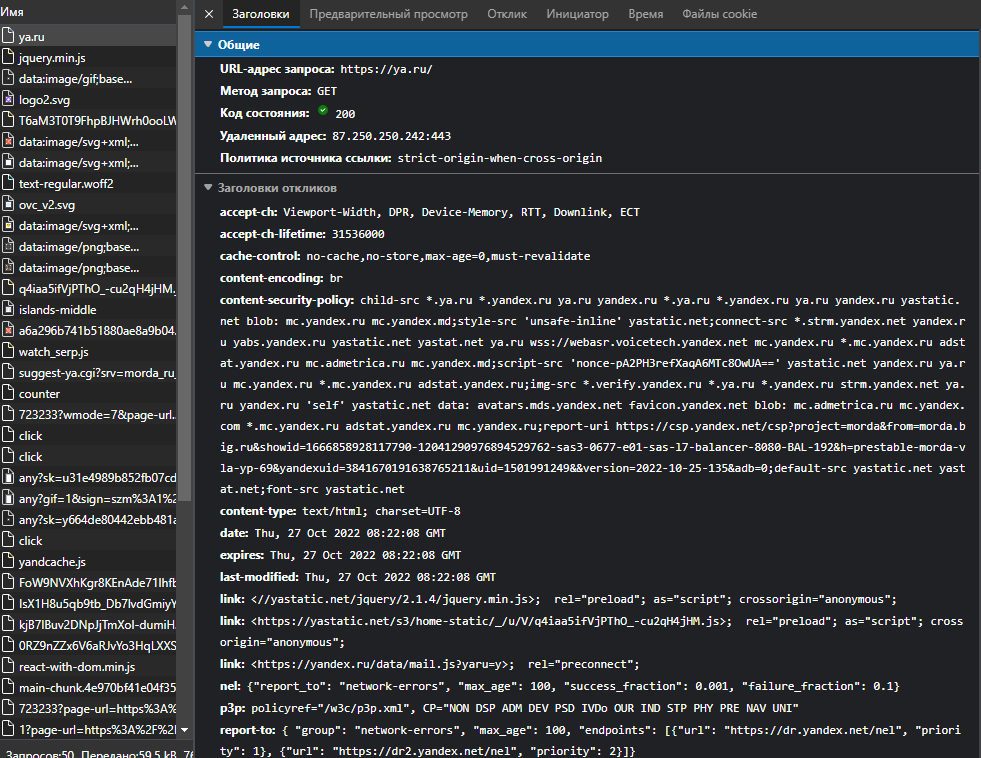 Имя
ya.ru
jquery.min.js
data:image/gif;base...
logo2.svg
T6aM3T0T9FhpBJHWrh0ooLW
data:image/svg+xml;...
data:image/svg+xml;...
text-regular.woff2
ovc_v2.svg
data:image/svg+xml;...
data:image/png;base...
data:image/png;base...
q4iaa5ifVjPThO_-cu2qH4jHM.
islands-middle
a6a296b741b51880ae8a9b04.
watch_serp.js
suggest-ya.cgi?srv=morda_ru_
counter
723233?wmode=7&page-url...
click
click
any?sk=u31e4989b852fb07cd
any?gif=1&sign=szm%3A1%2
any?sk=y664de80442ebb481a
click
yandcache.js
FoW9NVXhKgr8KEnAde71Ihfb
IsX1H8u5qb9tb_Db7IvdGmiyY
kjB7IBuv2DNpJjTmXoI-dumiH.
0RZ9nZZx6V6aRJvYo3HqLXXS
react-with-dom.min.js
main-chunk.4e970bf41e04f35
723233?page-url=https%3A%
1?page-url=https%3A%2F%2
Запросов:50 Передано:59.5 kB 76
Заголовки Предварительный просмотр Отклик Инициатор Время Файлы cookie
Общие
URL-адрес запроса: https://ya.ru/
Метод запроса: GET
Код состояния: 200
Удаленный адрес: 87.250.250.242:443
Политика источника ссылки: strict-origin-when-cross-origin
Заголовки откликов
accept-ch: Viewport-Width, DPR, Device-Memory, RTT, Downlink, ECT
accept-ch-lifetime: 31536000
cache-control: no-cache,no-store,max-age=0,must-revalidate
content-encoding: br
content-security-policy: child-src *.ya.ru *.yandex.ru ya.ru yandex.ru *.ya.ru *.yandex.ru ya.ru yandex.ru yastatic.
net blob: mc.yandex.ru mc.yandex.md;style-src 'unsafe-inline' yastatic.net;connect-src *.strm.yandex.net yandex.r
u yabs.yandex.ru yastatic.net yastat.net ya.ru wss://webasr.voicetech.yandex.net mc.yandex.ru *.mc.yandex.ru adst
at.yandex.ru mc.admetrica.ru mc.yandex.md;script-src 'nonce-pA2PH3refXaqA6MTc8OwUA==' yastatic.net yandex.ru ya.r
u mc.yandex.ru *.mc.yandex.ru adstat.yandex.ru;img-src *.verify.yandex.ru *.ya.ru *.yandex.ru strm.yandex.net ya.
ru yandex.ru 'self' yastatic.net data: avatars.mds.yandex.net favicon.yandex.net blob: mc.admetrica.ru mc.yandex.
com *.mc.yandex.ru adstat.yandex.ru mc.yandex.ru;report-uri https://csp.yandex.net/csp?project=morda&from=morda.b
ig.ru&showid=1666858928117790-12041290976894529762-sas3-0677-e01-sas-l7-balancer-8080-BAL-192&h=prestable-morda-v
la-yp-69&yandexuid=3841670191638765211&uid=1501991249&&version=2022-10-25-135&adb=0;default-src yastatic.net yast
at.net;font-src yastatic.net
content-type: text/html; charset=UTF-8
date: Thu, 27 Oct 2022 08:22:08 GMT
expires: Thu, 27 Oct 2022 08:22:08 GMT
last-modified: Thu, 27 Oct 2022 08:22:08 GMT
link: <//yastatic.net/jquery/2.1.4/jquery.min.js>; rel="preload"; as="script"; crossorigin="anonymous";
link: <https://yastatic.net/s3/home-static/_/u/V/q4iaa5ifVjPThO_-cu2qH4jHM.js>; rel="preload"; as="script"; cross
origin="anonymous";
link: <https://yandex.ru/data/mail.js?yaru=y>; rel="preconnect";
nel: {"report_to": "network-errors", "max_age": 100, "success_fraction": 0.001, "failure_fraction": 0.1}
p3p: policyref="/w3c/p3p.xml", CP="NON DSP ADM DEV PSD IVDo OUR IND STP PHY PRE NAV UNI"
report-to: { "group": "network-errors", "max_age": 100, "endpoints": [{"url": "https://dr.yandex.net/nel", "priori
ty": 1}, {"url": "https://dr2.yandex.net/nel", "priority": 2}]}